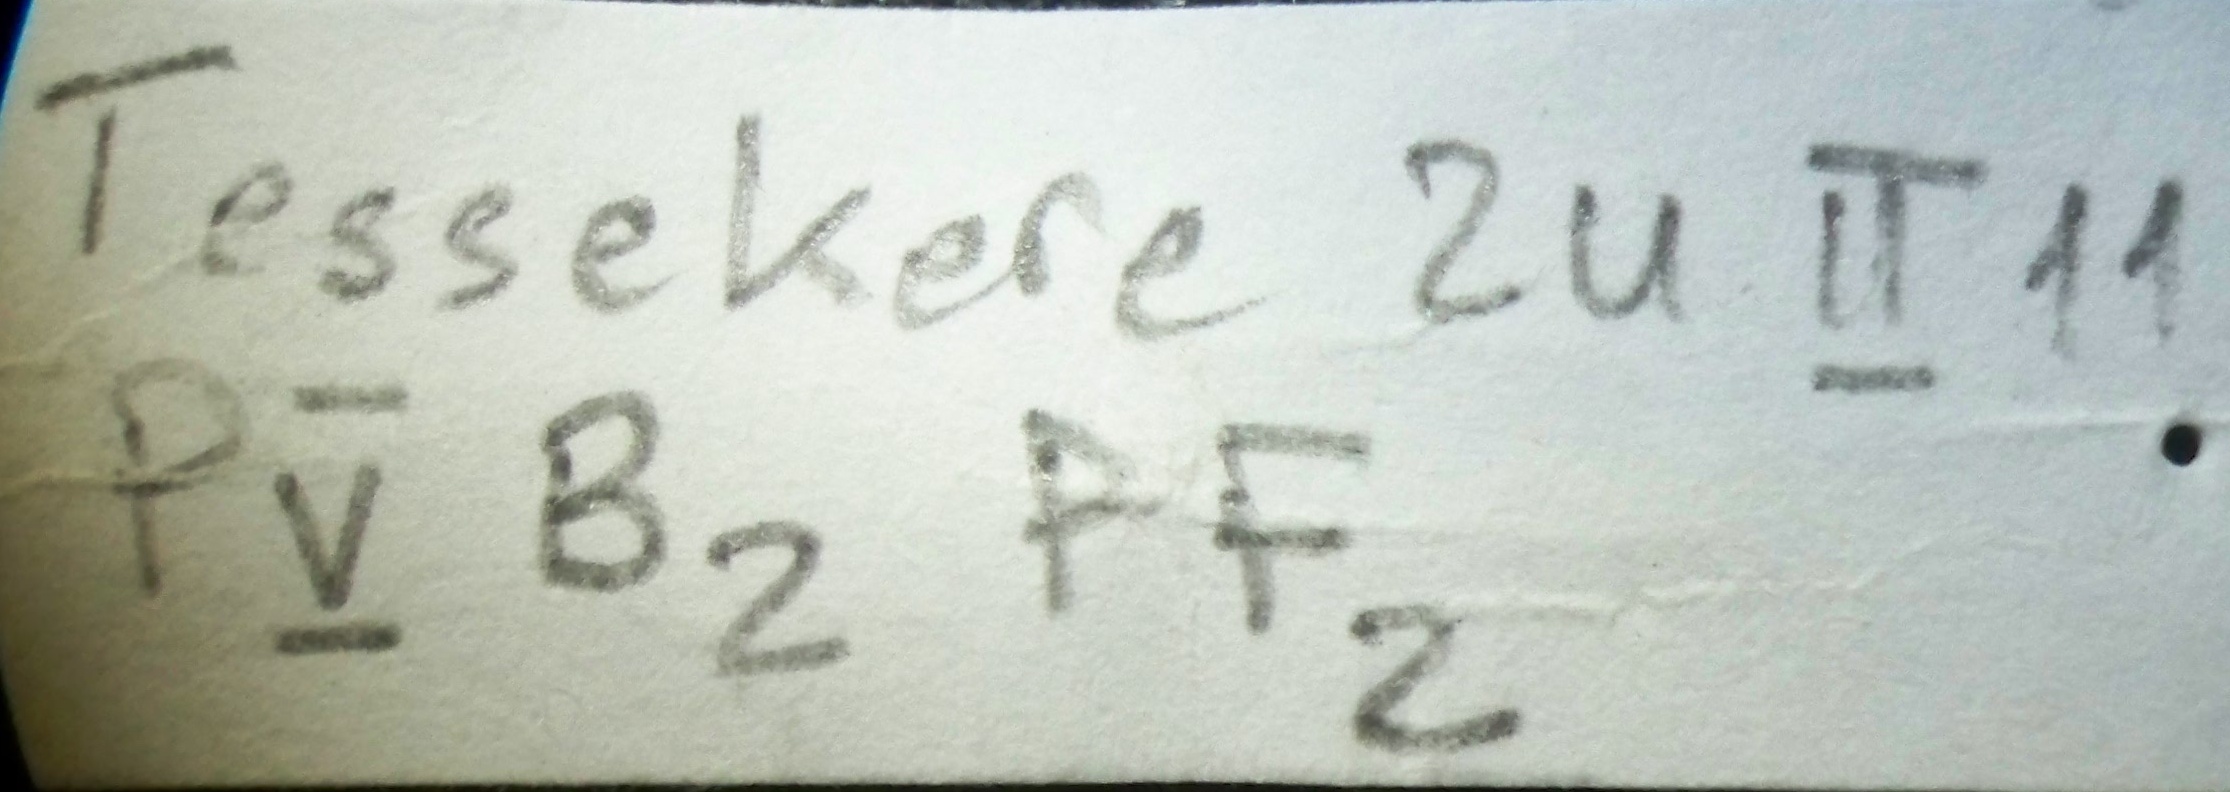 Tessekere 2u II 11
PV B2 PF2